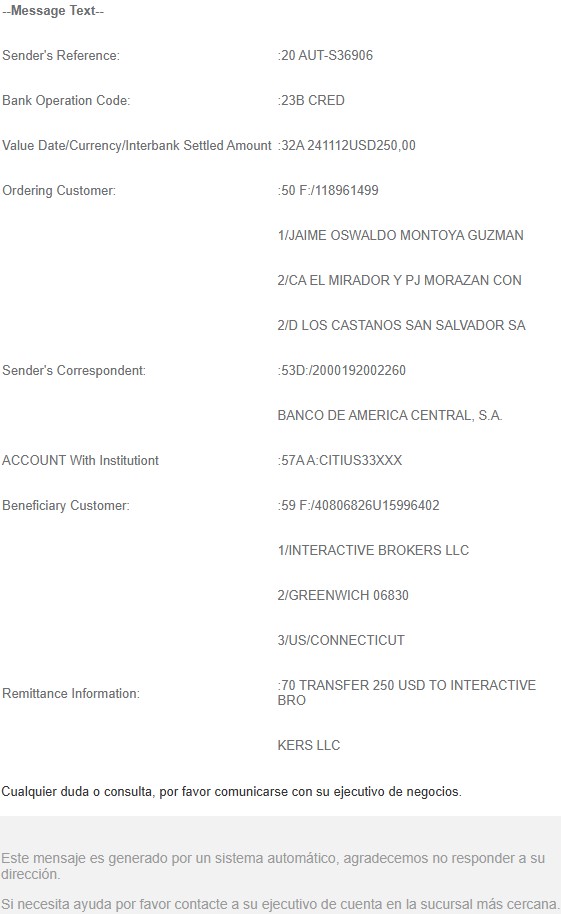 --Message Text--
Sender's Reference: :20 AUT-S36906
Bank Operation Code: :23B CRED
Value Date/Currency/Interbank Settled Amount :32A 241112USD250,00
Ordering Customer: :50 F:/118961499
1/JAIME OSWALDO MONTOYA GUZMAN
2/CA EL MIRADOR Y PJ MORAZAN CON
2/D LOS CASTANOS SAN SALVADOR SA
Sender's Correspondent: :53D:/2000192002260
BANCO DE AMERICA CENTRAL, S.A.
ACCOUNT With Institutiont :57A A:CITIUS33XXX
Beneficiary Customer: :59 F:/40806826U15996402
1/INTERACTIVE BROKERS LLC
2/GREENWICH 06830
3/US/CONNECTICUT
Remittance Information: :70 TRANSFER 250 USD TO INTERACTIVE
BRO
KERS LLC
Cualquier duda o consulta, por favor comunicarse con su ejecutivo de negocios.
Este mensaje es generado por un sistema automático, agradecemos no responder a su
dirección.
Si necesita ayuda por favor contacte a su ejecutivo de cuenta en la sucursal más cercana.